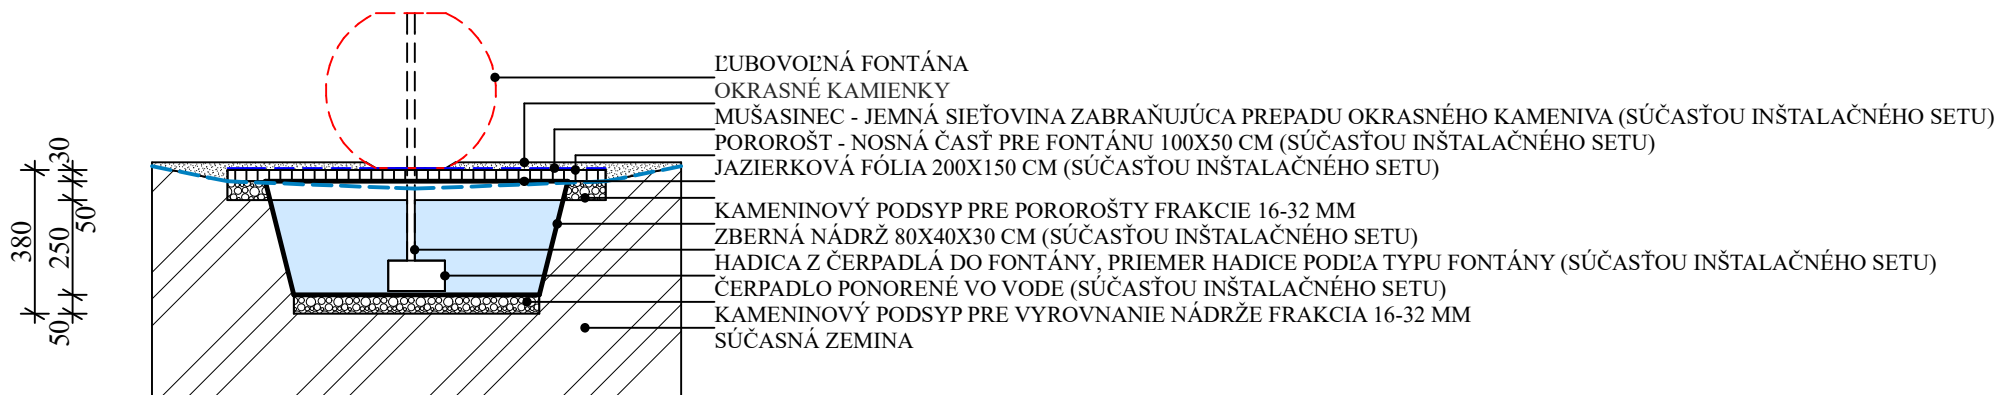 ĽUBOVOĽNÁ FONTÁNA
OKRASNÉ KAMIENKY
MUŠASINEC - JEMNÁ SIEŤOVINA ZABRAŇUJÚCA PREPADU OKRASNÉHO KAMENIVA (SÚČASŤOU INŠTALAČNÉHO SETU)
POROROŠT - NOSNÁ ČASŤ PRE FONTÁNU 100X50 CM (SÚČASŤOU INŠTALAČNÉHO SETU)
JAZIERKOVÁ FÓLIA 200X150 CM (SÚČASŤOU INŠTALAČNÉHO SETU)
KAMENINOVÝ PODSYP PRE POROROŠTY FRAKCIE 16-32 MM
ZBERNÁ NÁDRŽ 80X40X30 CM (SÚČASŤOU INŠTALAČNÉHO SETU)
HADICA Z ČERPADLÁ DO FONTÁNY, PRIEMER HADICE PODĽA TYPU FONTÁNY (SÚČASŤOU INŠTALAČNÉHO SETU)
ČERPADLO PONORENÉ VO VODE (SÚČASŤOU INŠTALAČNÉHO SETU)
KAMENINOVÝ PODSYP PRE VYROVNANIE NÁDRŽE FRAKCIA 16-32 MM
SÚČASNÁ ZEMINA
380
30
50
250
50